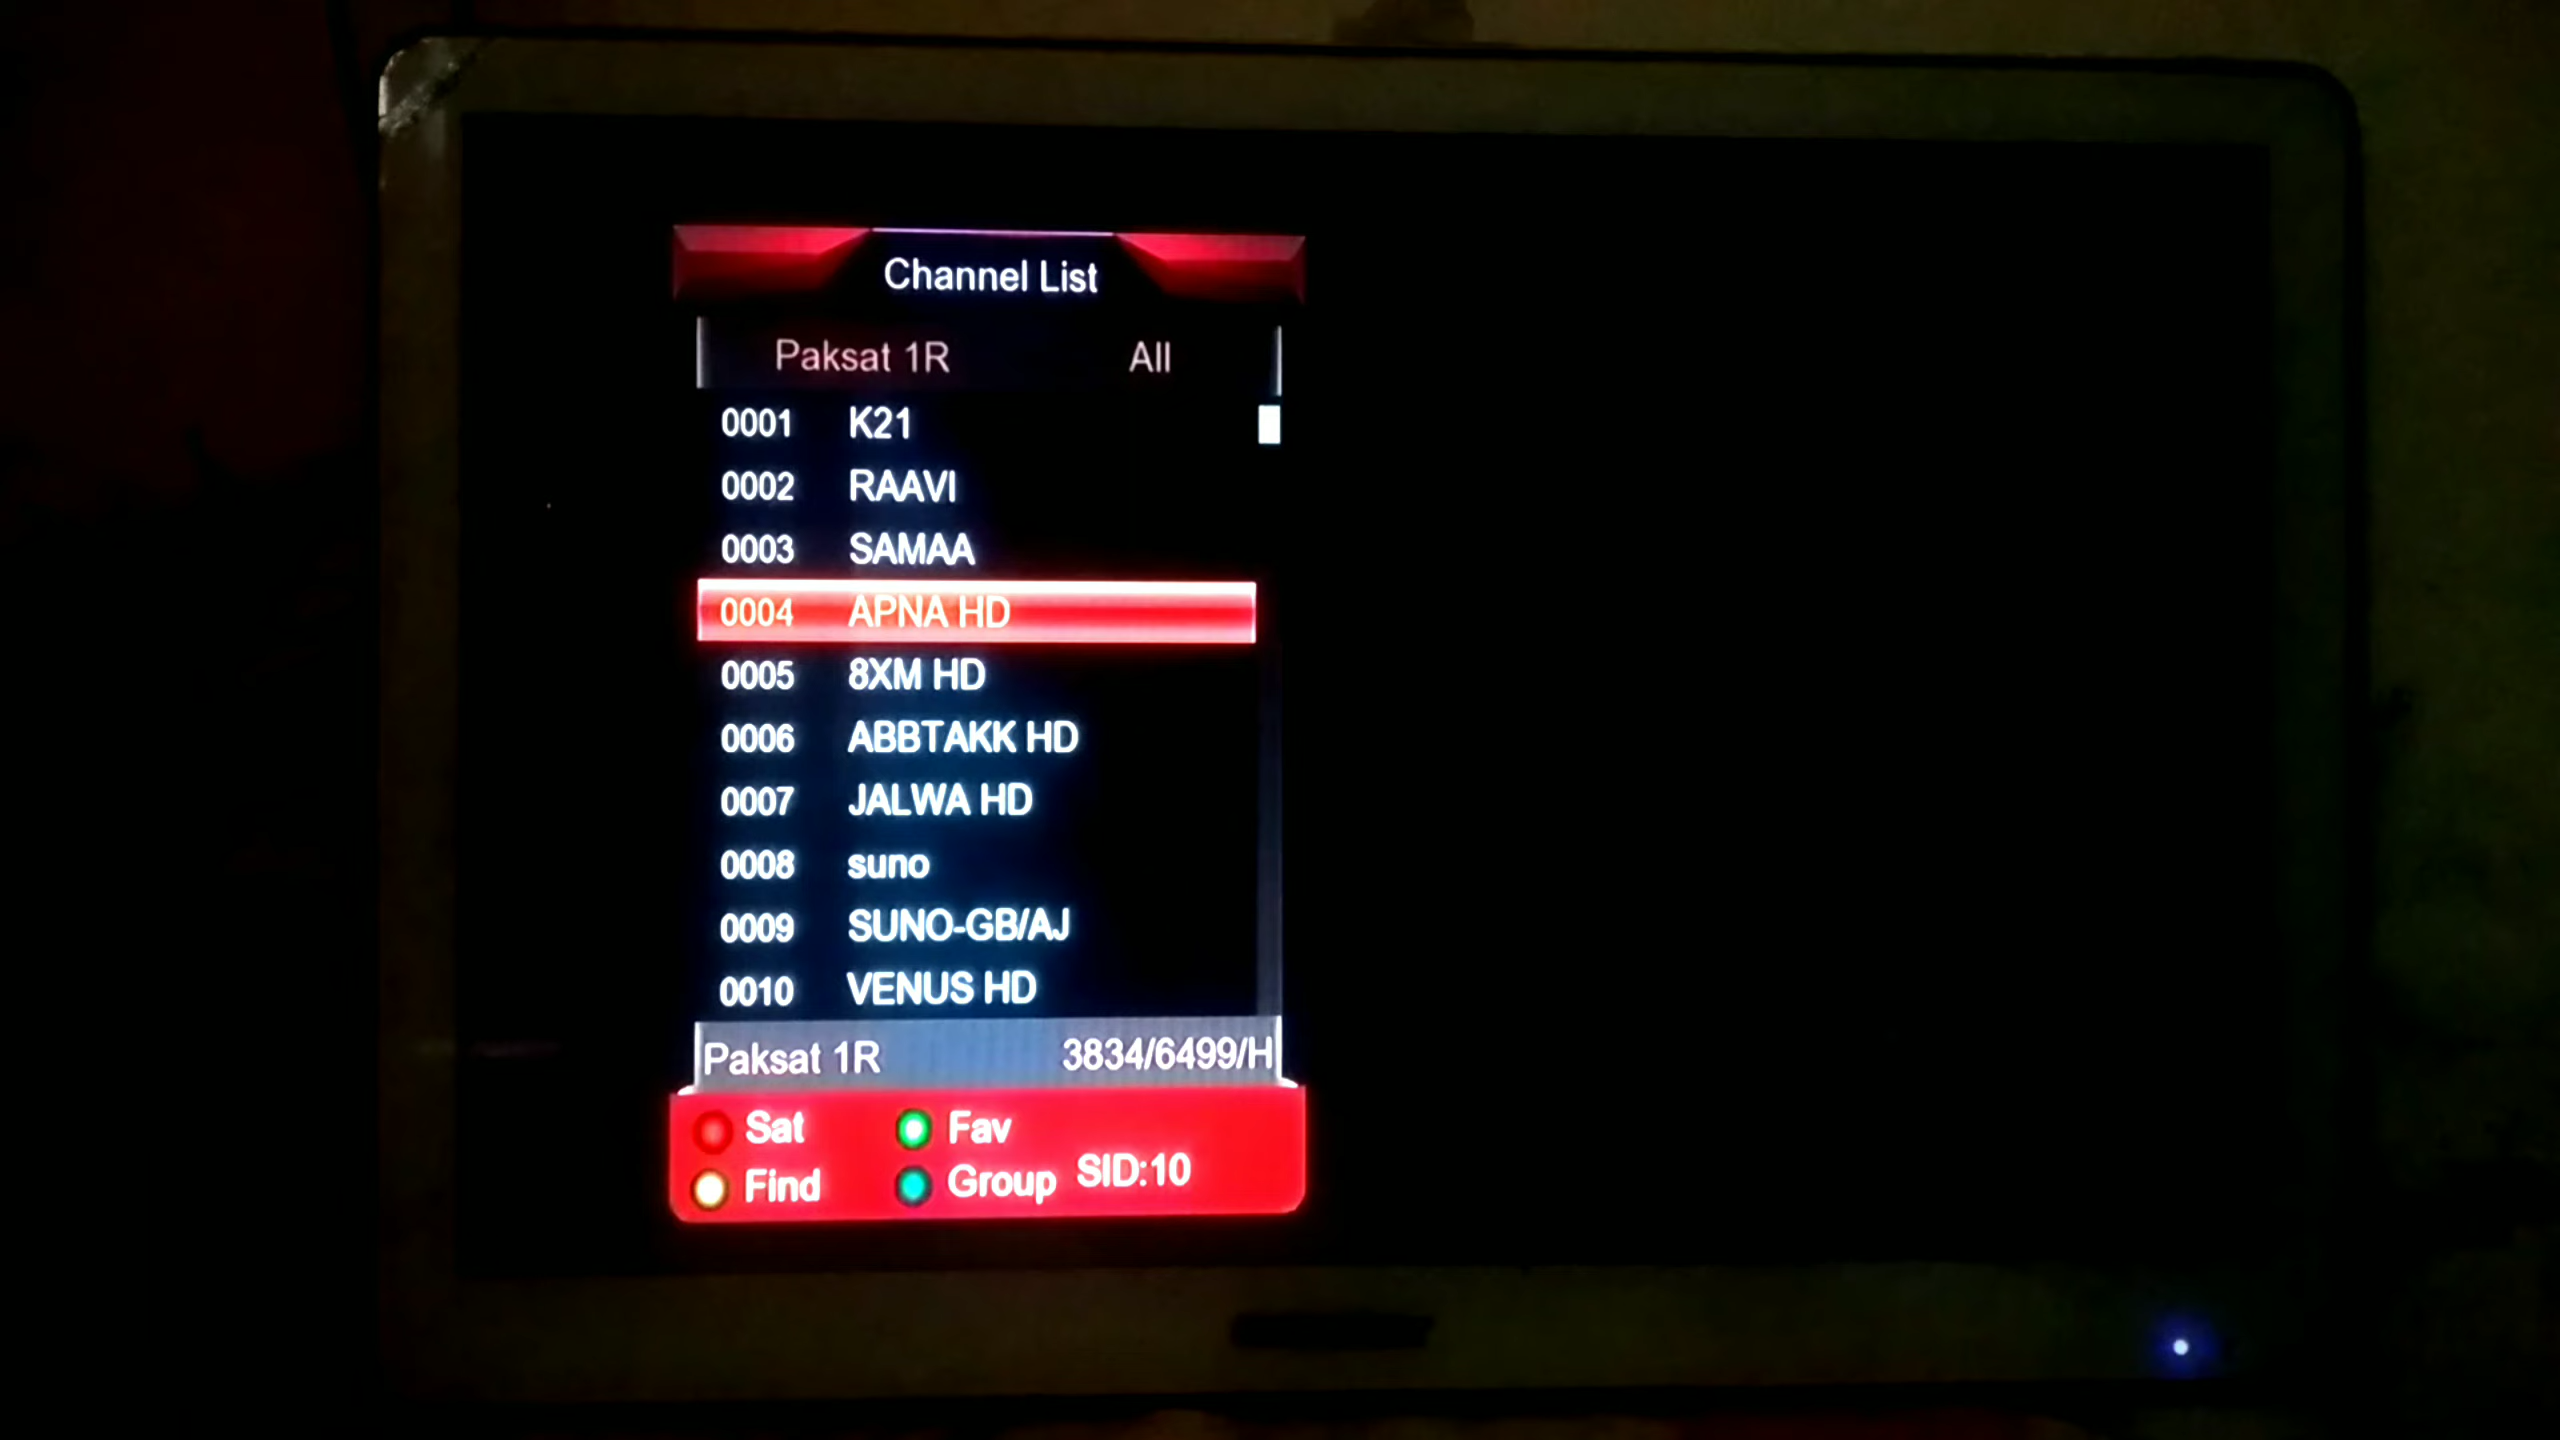 Channel List
Paksat 1R All
0001 K21
0002 RAAVI
0003 SAMAA
0004 APNA HD
0005 8XM HD
0006 ABBTAKK HD
0007 JALWA HD
0008 suno
0009 SUNO-GB/AJ
0010 VENUS HD
Paksat 1R 3834/6499/H
Sat Fav
Find Group SID:10